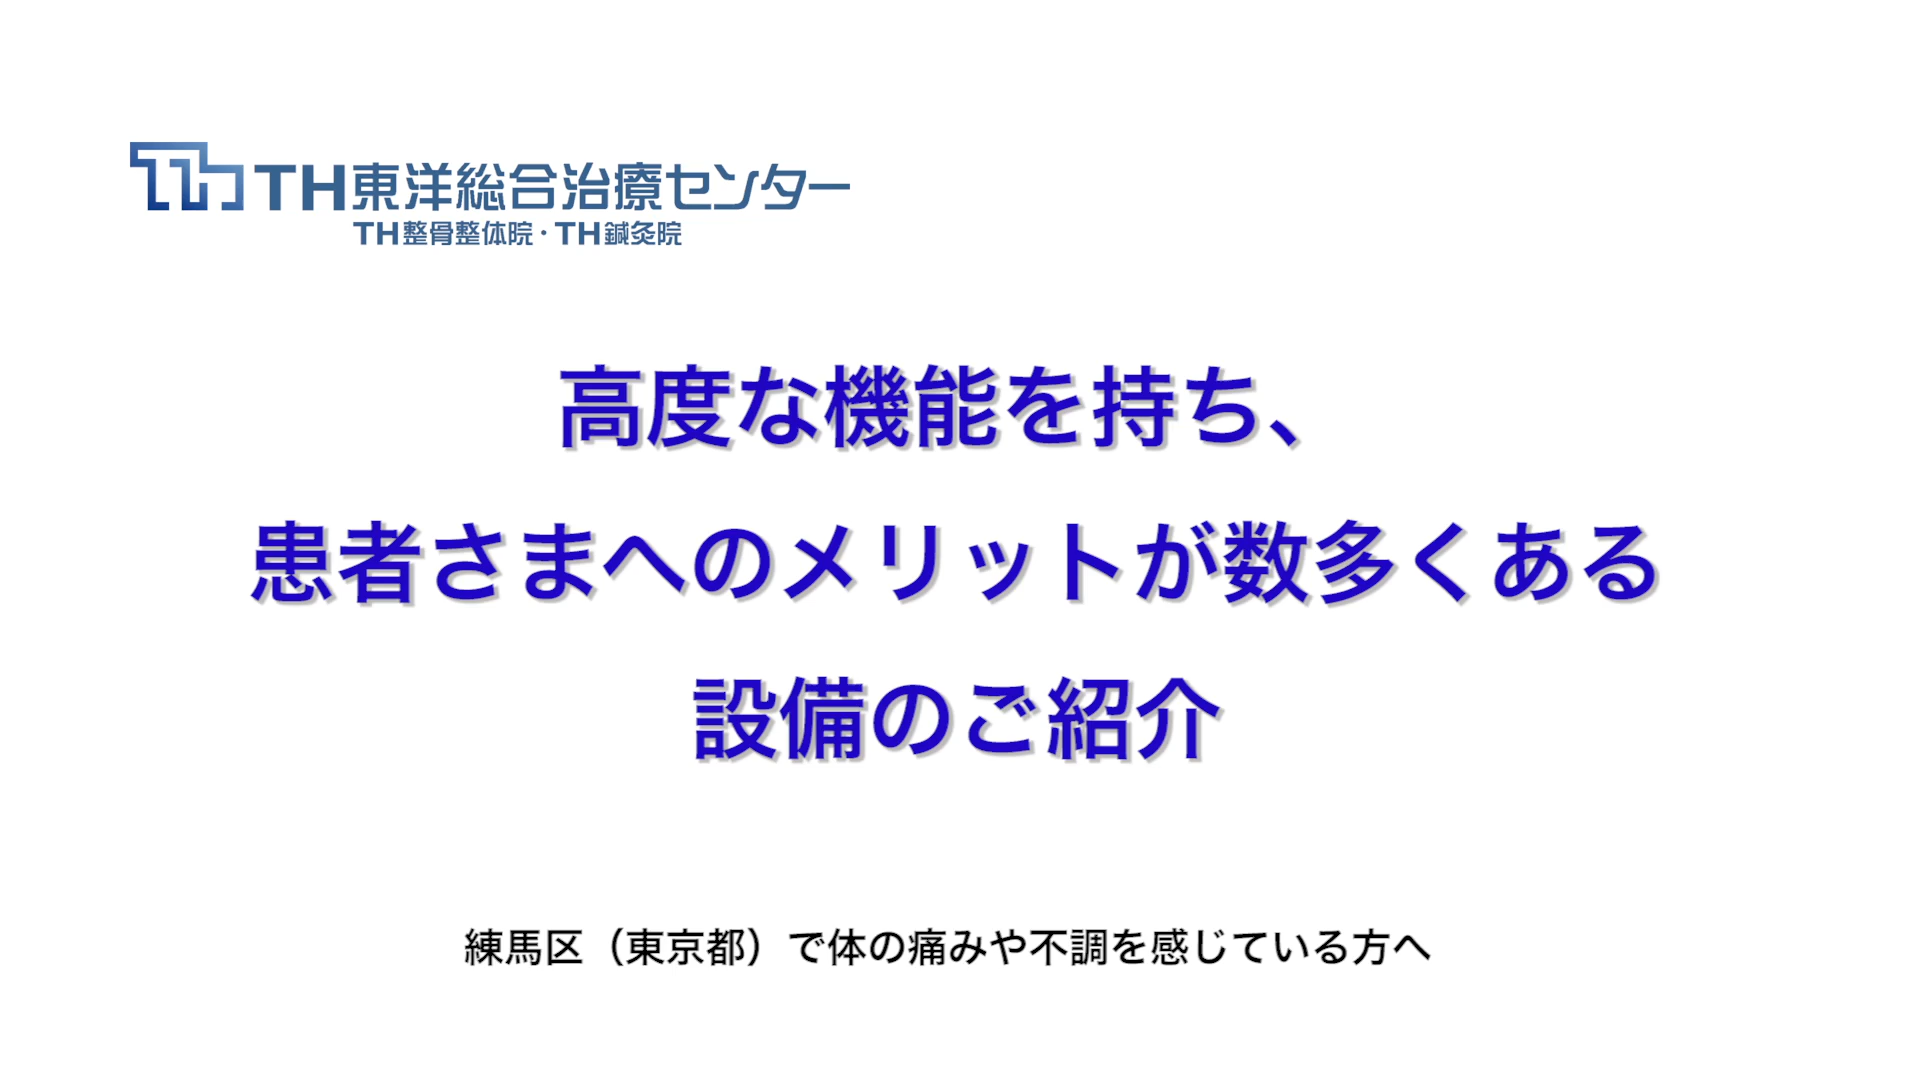 TH東洋総合治療センター
TH整骨整体院・TH鍼灸院
高度な機能を持ち、
患者さまへのメリットが数多くある
設備のご紹介
練馬区（東京都）で体の痛みや不調を感じている方へ